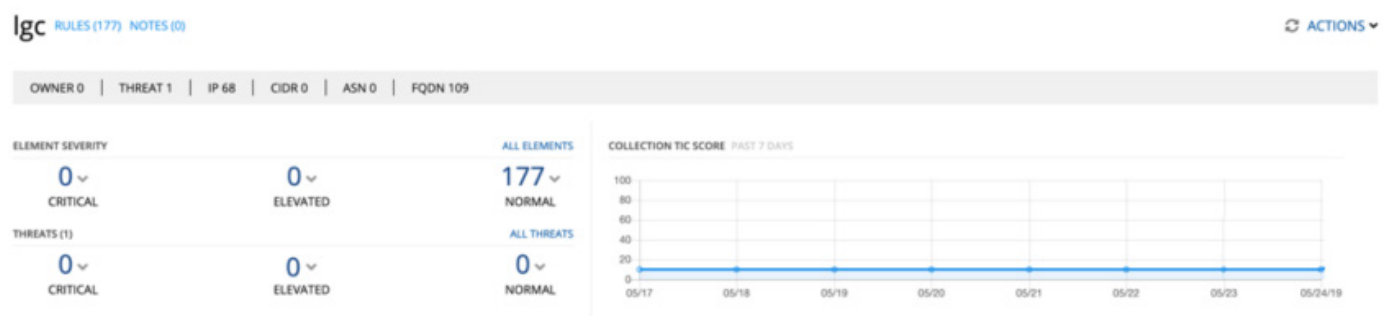 lgc RULES (177) NOTES (0) ACTIONS
OWNER 0 | THREAT 1 | IP 68 | CIDR 0 | ASN 0 | FQDN 109
ELEMENT SEVERITY ALL ELEMENTS
0 0 177
CRITICAL ELEVATED NORMAL
THREATS (1) ALL THREATS
0 0 0
CRITICAL ELEVATED NORMAL
COLLECTION TIC SCORE PAST 7 DAYS
100
80
60
40
20
0
05/17 05/18 05/19 05/20 05/21 05/22 05/23 05/24/19